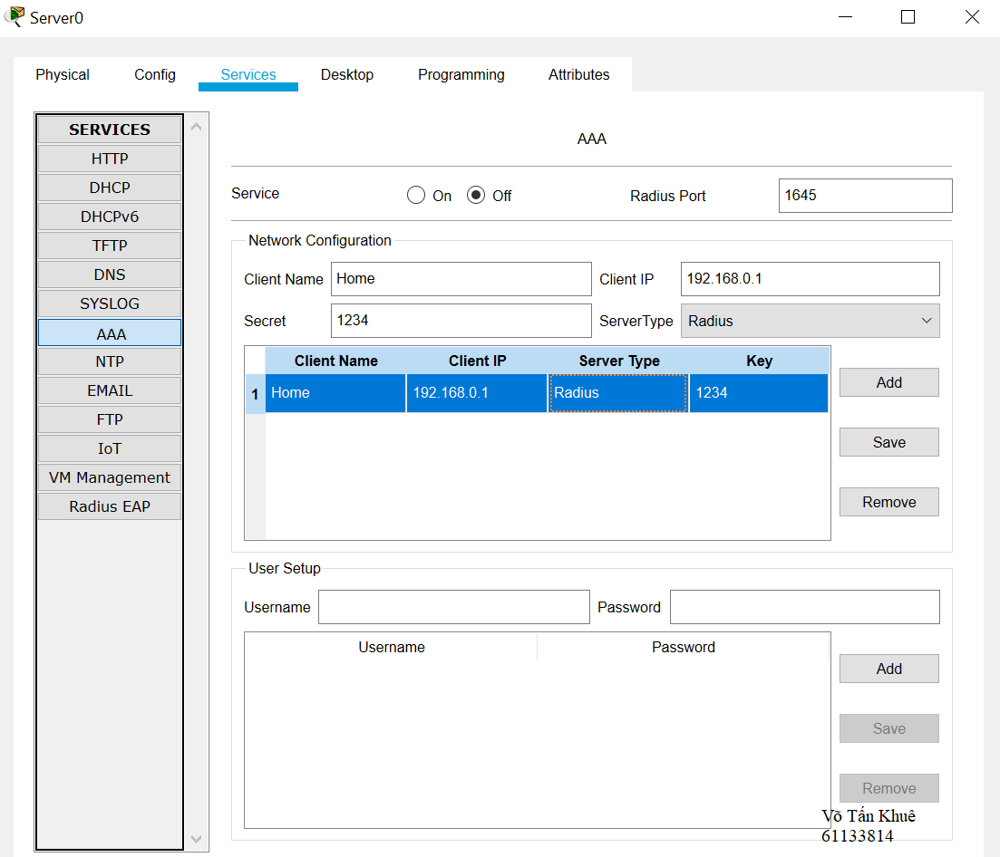 Server0
Physical Config Services Desktop Programming Attributes
SERVICES
HTTP
DHCP
DHCPv6
TFTP
DNS
SYSLOG
AAA
NTP
EMAIL
FTP
IoT
VM Management
Radius EAP
AAA
Service On Off Radius Port 1645
Network Configuration
Client Name Home Client IP 192.168.0.1
Secret 1234 ServerType Radius
Client Name Client IP Server Type Key
1 Home 192.168.0.1 Radius 1234
Add
Save
Remove
User Setup
Username Password
Username Password
Add
Save
Remove
Võ Tấn Khuê
61133814